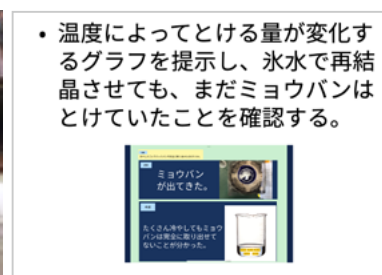 • 温度によってとける量が変化す
るグラフを提示し、氷水で再結
晶させても、まだミョウバンは
とけていたことを確認する。
ミョウバン
が出てきた。
たくさん冷やしてもミョウ
バンは完全に取り出せて
ないことが分かった。